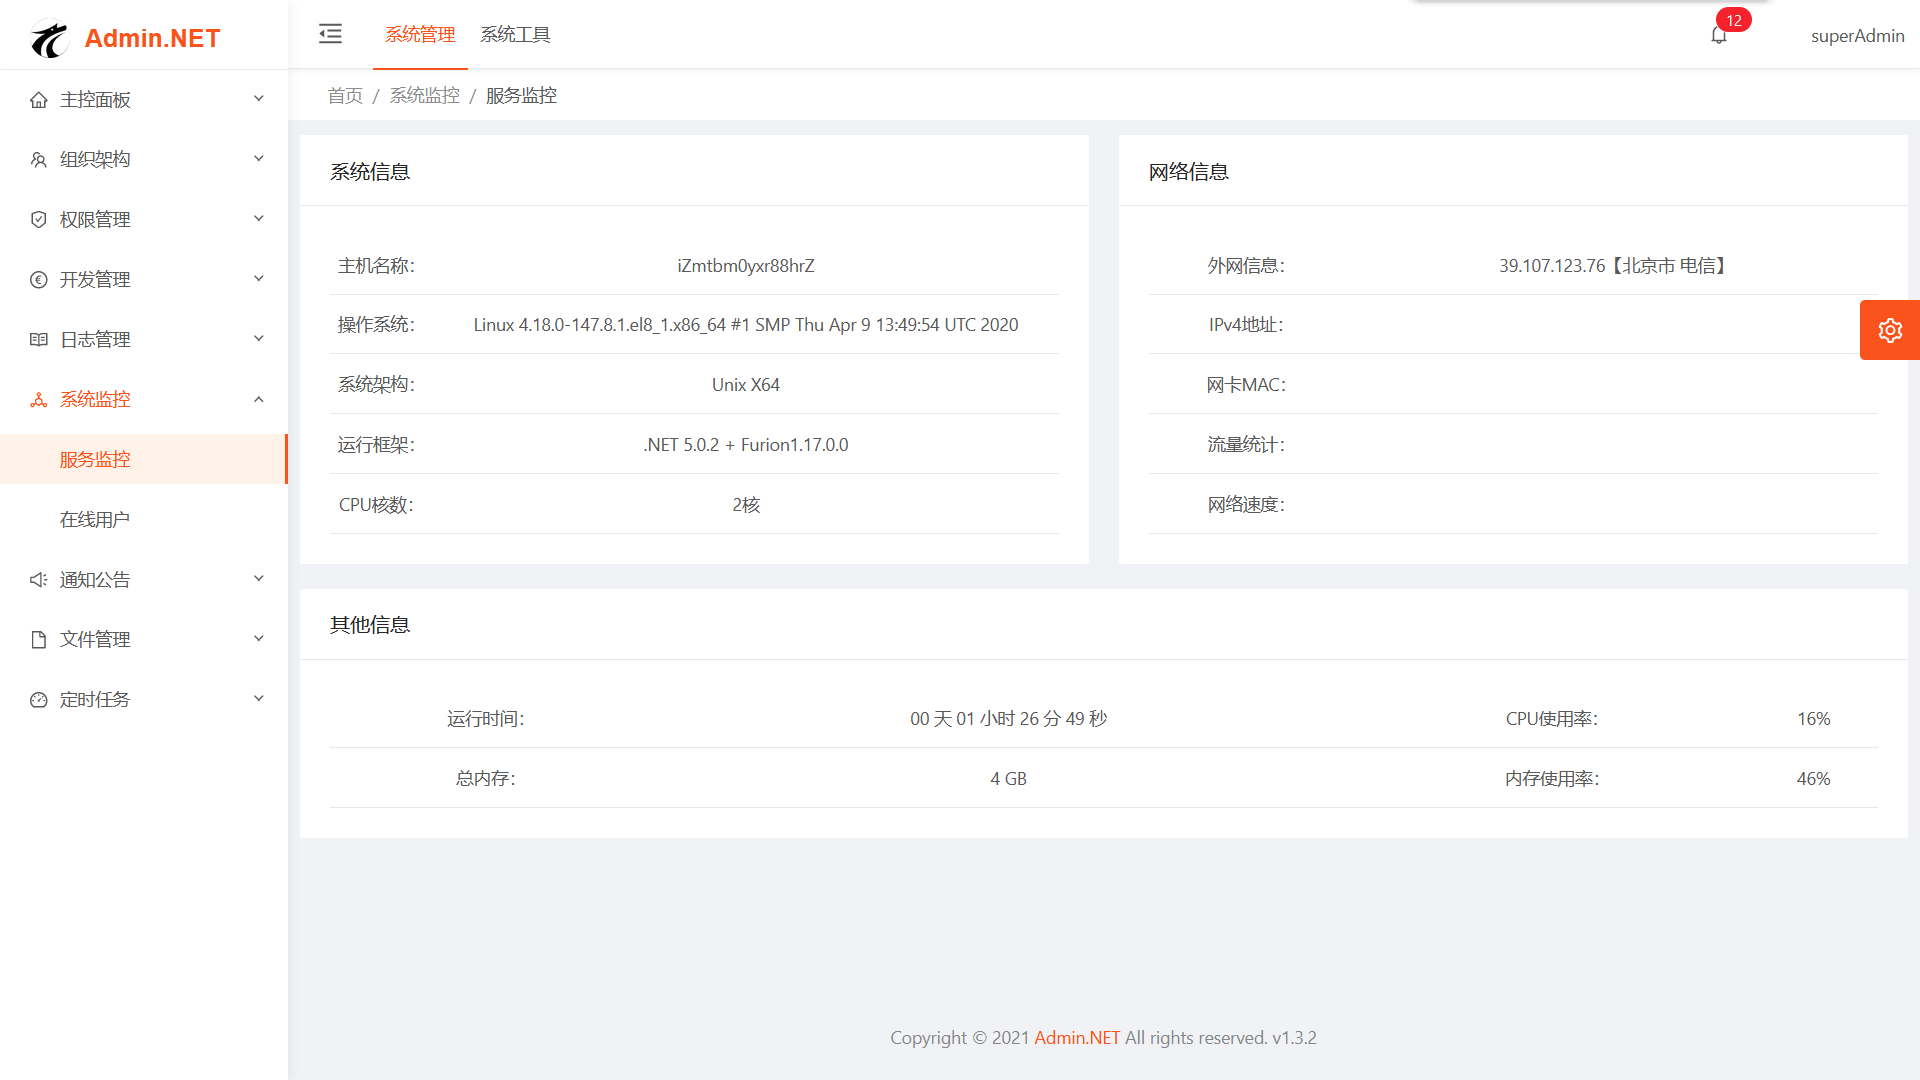 Admin.NET
系统管理
系统工具
12
superAdmin
首页 / 系统监控 / 服务监控
主控面板
组织架构
权限管理
开发管理
日志管理
系统监控
服务监控
在线用户
通知公告
文件管理
定时任务
系统信息
主机名称： iZmtbm0yxr88hrZ
操作系统： Linux 4.18.0-147.8.1.el8_1.x86_64 #1 SMP Thu Apr 9 13:49:54 UTC 2020
系统架构： Unix X64
运行框架： .NET 5.0.2 + Furion1.17.0.0
CPU核数： 2核
网络信息
外网信息： 39.107.123.76【北京市 电信】
IPv4地址：
网卡MAC：
流量统计：
网络速度：
其他信息
运行时间： 00 天 01 小时 26 分 49 秒 CPU使用率： 16%
总内存： 4 GB 内存使用率： 46%
Copyright © 2021 Admin.NET All rights reserved. v1.3.2